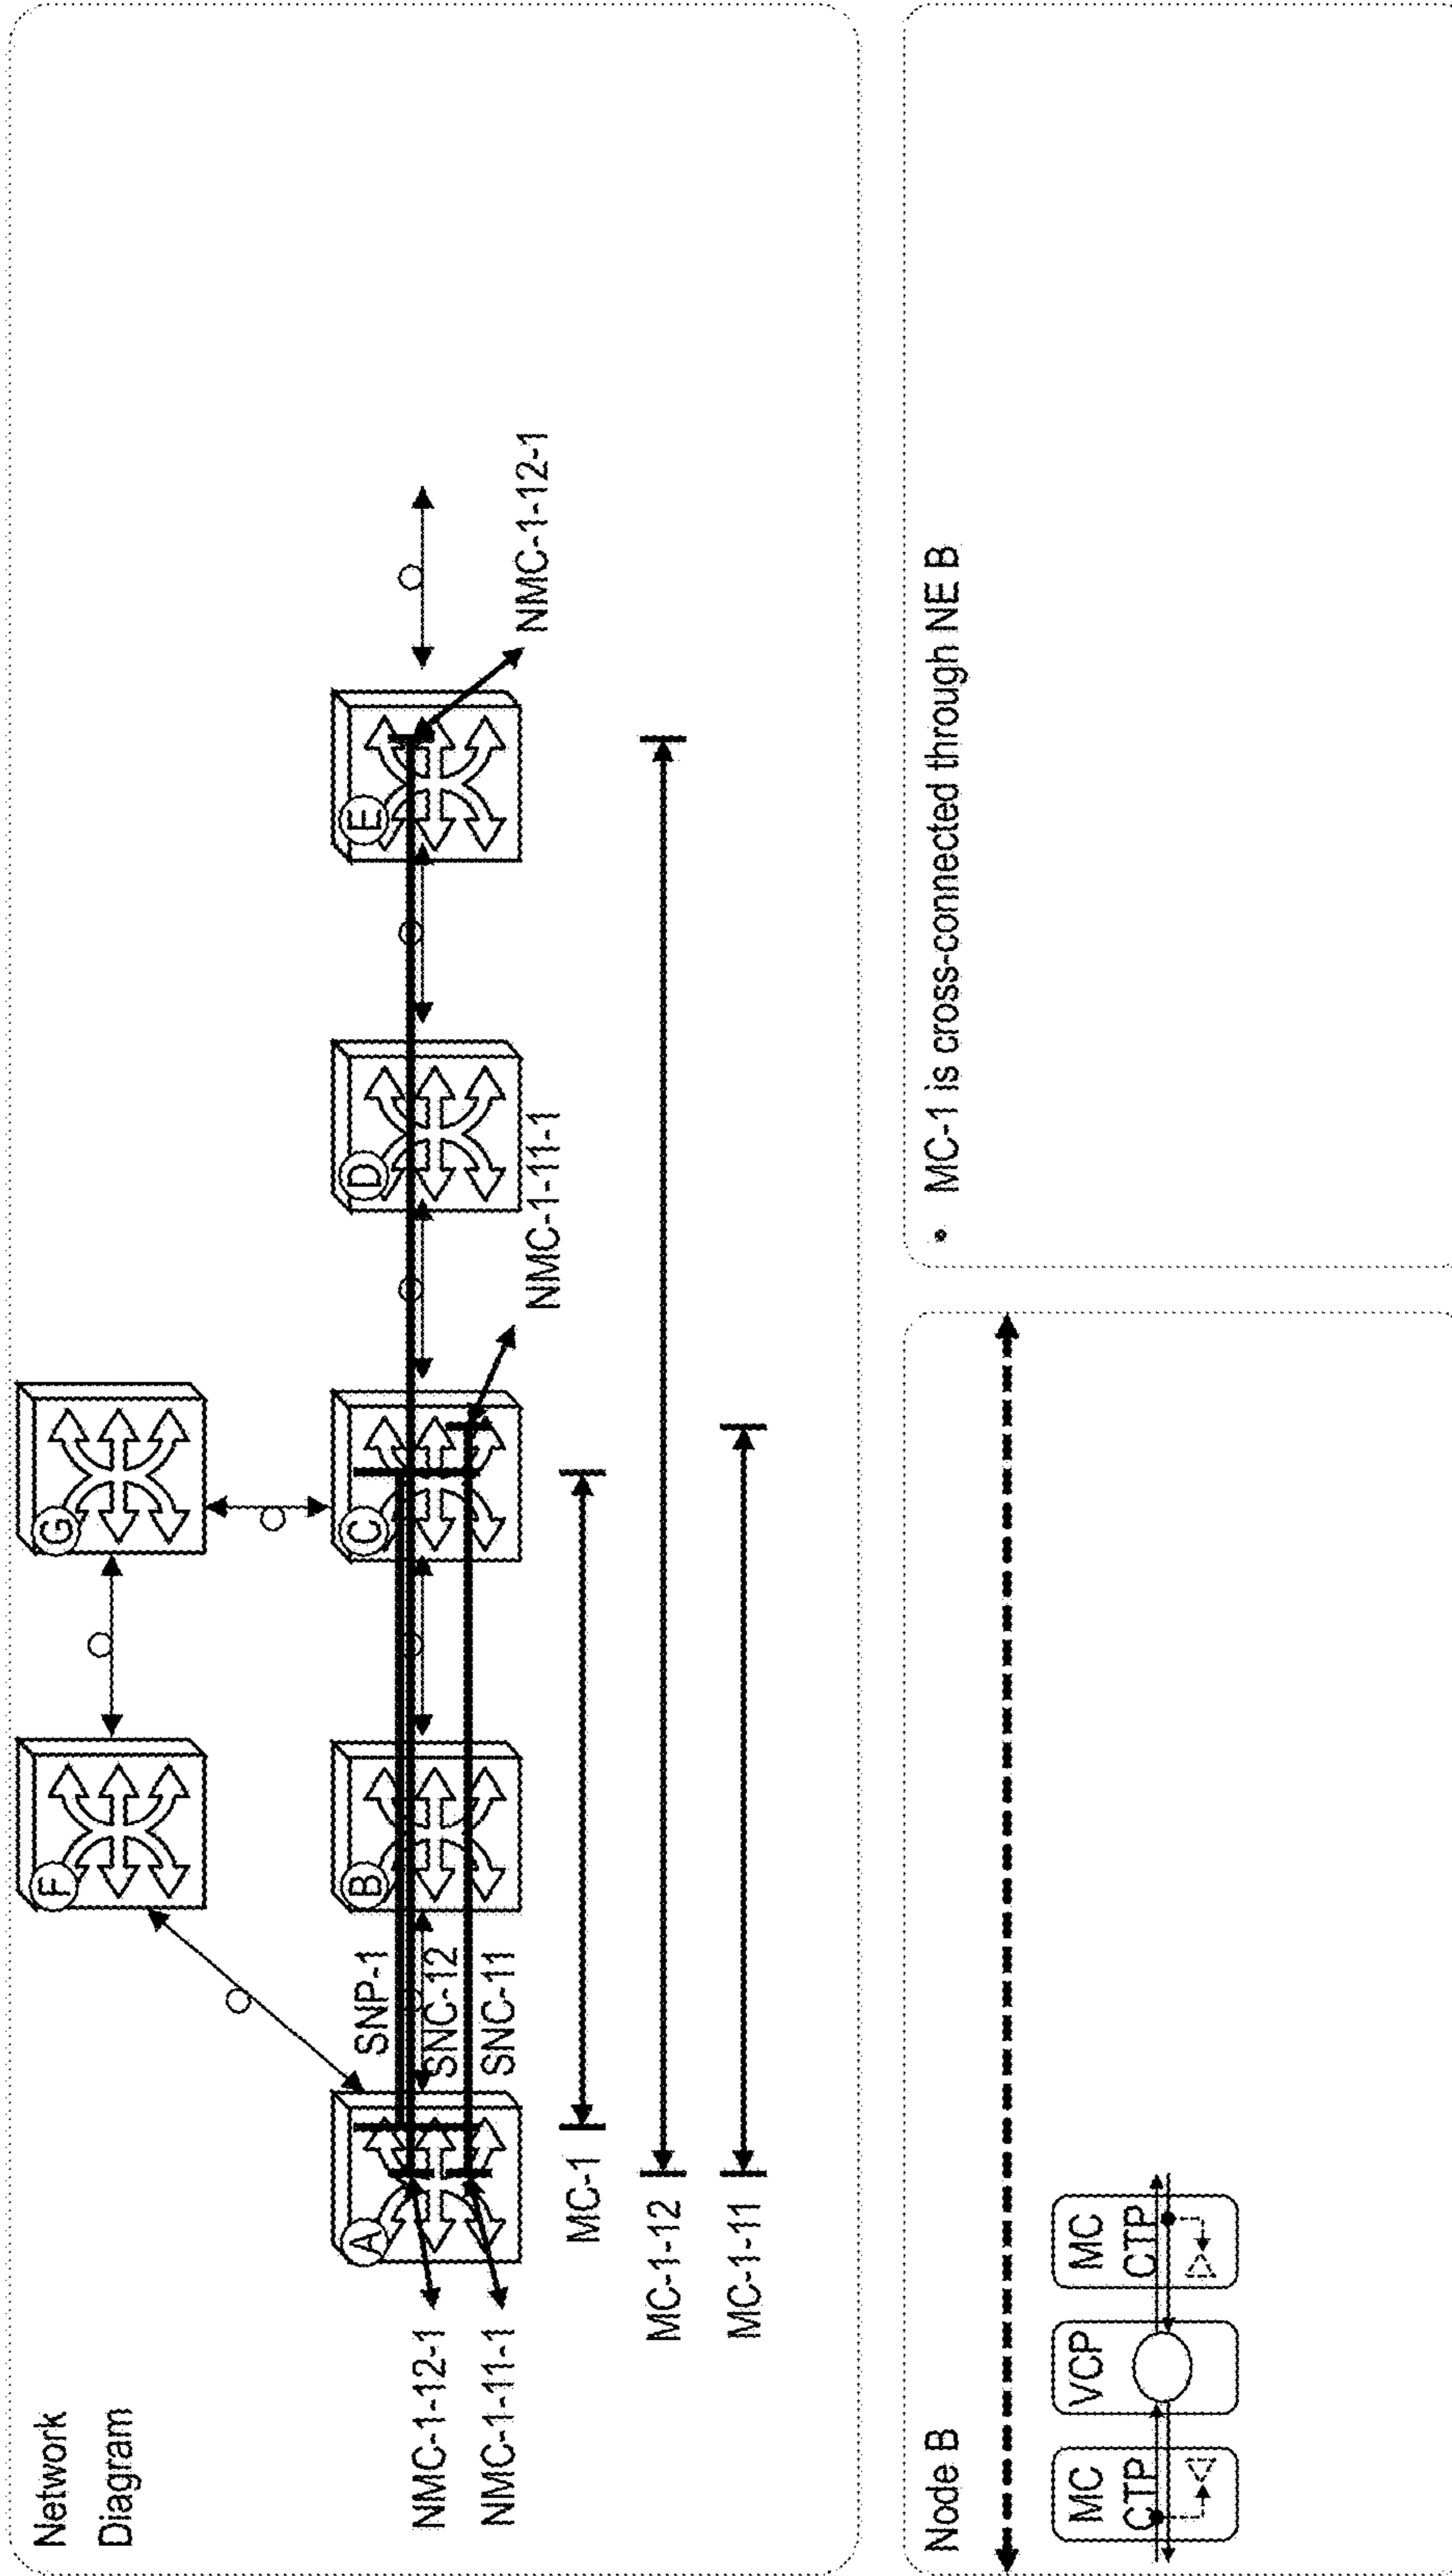 Network
Diagram
F
G
A
B
C
D
E
SNP-1
SNC-12
SNC-11
NMC-1-12-1
NMC-1-11-1
NMC-1-11-1
NMC-1-12-1
MC-1
MC-1-12
MC-1-11
Node B
MC
CTP
VCP
MC
CTP
• MC-1 is cross-connected through NE B